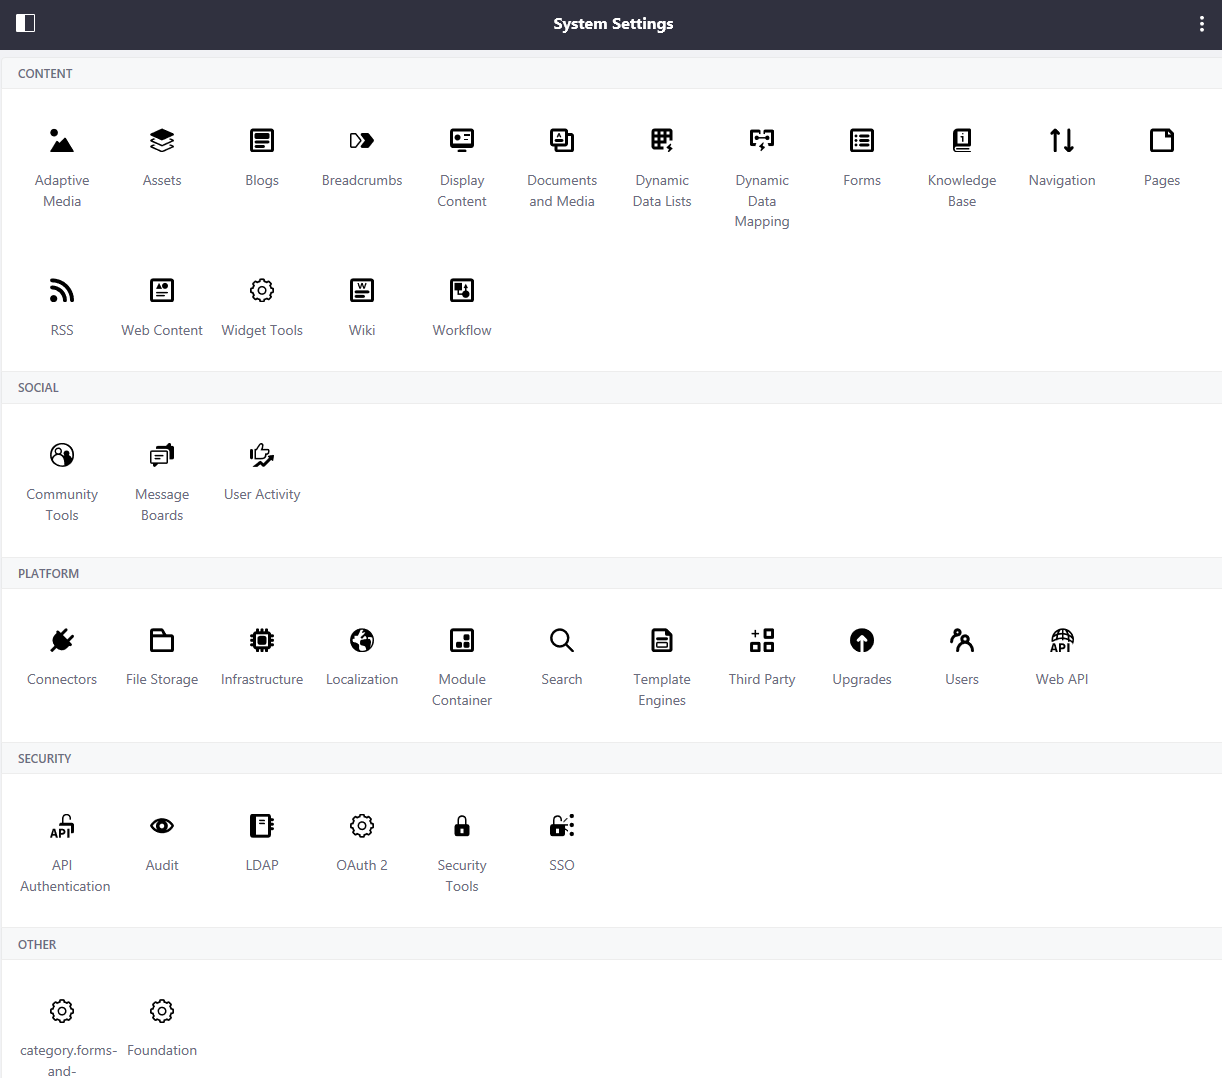 System Settings
CONTENT
Adaptive Media
Assets
Blogs
Breadcrumbs
Display Content
Documents and Media
Dynamic Data Lists
Dynamic Data Mapping
Forms
Knowledge Base
Navigation
Pages
RSS
Web Content
Widget Tools
Wiki
Workflow
SOCIAL
Community Tools
Message Boards
User Activity
PLATFORM
Connectors
File Storage
Infrastructure
Localization
Module Container
Search
Template Engines
Third Party
Upgrades
Users
Web API
SECURITY
API
API Authentication
Audit
LDAP
OAuth 2
Security Tools
SSO
OTHER
category.forms-and-
Foundation